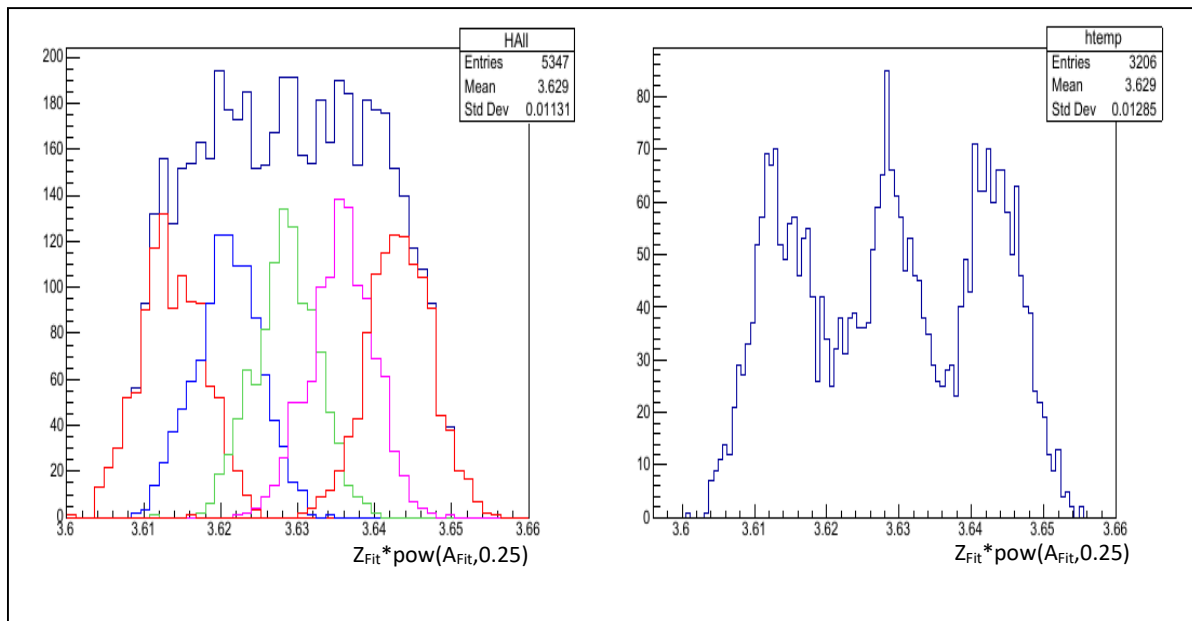 HAll
Entries 5347
Mean 3.629
Std Dev 0.01131
200
180
160
140
120
100
80
60
40
20
0
3.6 3.61 3.62 3.63 3.64 3.65 3.66
ZFit*pow(AFit,0.25)
htemp
Entries 3206
Mean 3.629
Std Dev 0.01285
80
70
60
50
40
30
20
10
0
3.6 3.61 3.62 3.63 3.64 3.65 3.66
ZFit*pow(AFit,0.25)